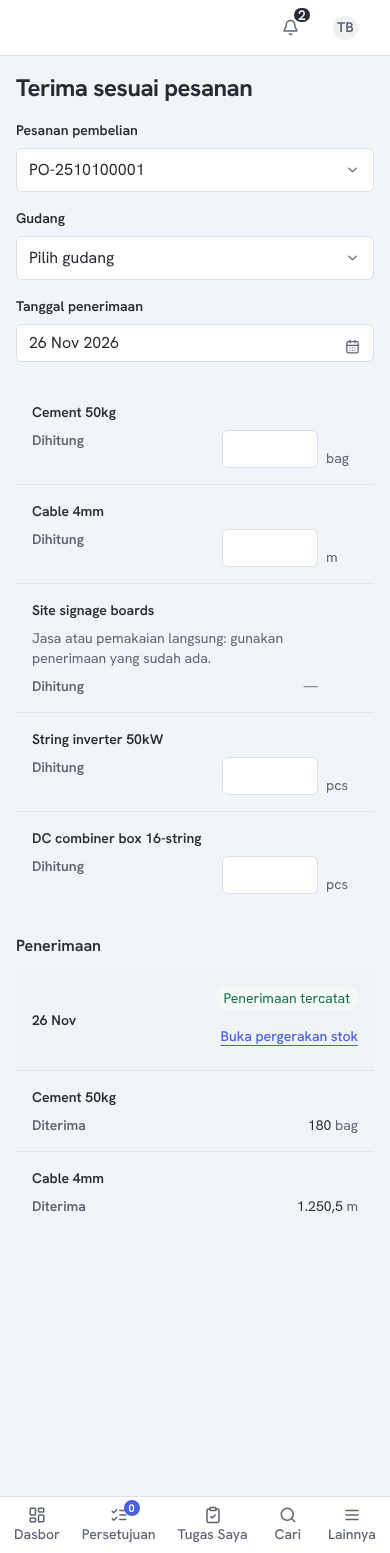 2
TB
Terima sesuai pesanan
Pesanan pembelian
PO-2510100001
Gudang
Pilih gudang
Tanggal penerimaan
26 Nov 2026
Cement 50kg
Dihitung
bag
Cable 4mm
Dihitung
m
Site signage boards
Jasa atau pemakaian langsung: gunakan
penerimaan yang sudah ada.
Dihitung —
String inverter 50kW
Dihitung
pcs
DC combiner box 16-string
Dihitung
pcs
Penerimaan
Penerimaan tercatat
26 Nov
Buka pergerakan stok
Cement 50kg
Diterima 180 bag
Cable 4mm
Diterima 1.250,5 m
0
Dasbor Persetujuan Tugas Saya Cari Lainnya